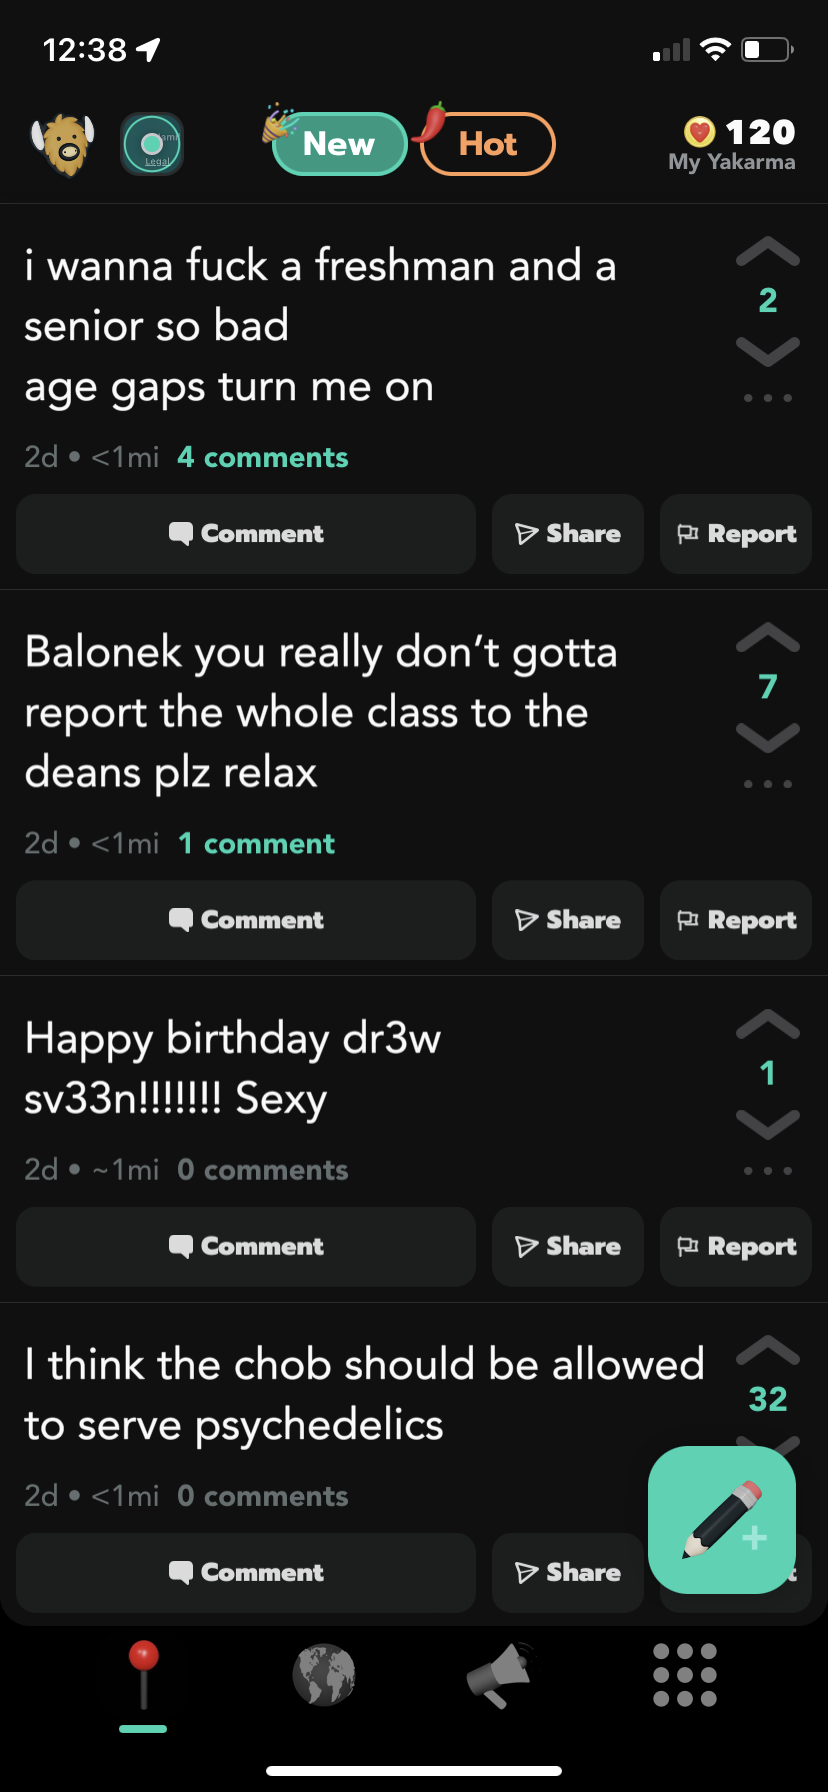 12:38
New
Hot
120
My Yakarma
Legal
i wanna fuck a freshman and a
senior so bad
age gaps turn me on
2
2d • <1mi 4 comments
Comment
Share
Report
Balonek you really don’t gotta
report the whole class to the
deans plz relax
7
2d • <1mi 1 comment
Comment
Share
Report
Happy birthday dr3w
sv33n!!!!!!! Sexy
1
2d • ~1mi 0 comments
Comment
Share
Report
I think the chob should be allowed
to serve psychedelics
32
2d • <1mi 0 comments
Comment
Share